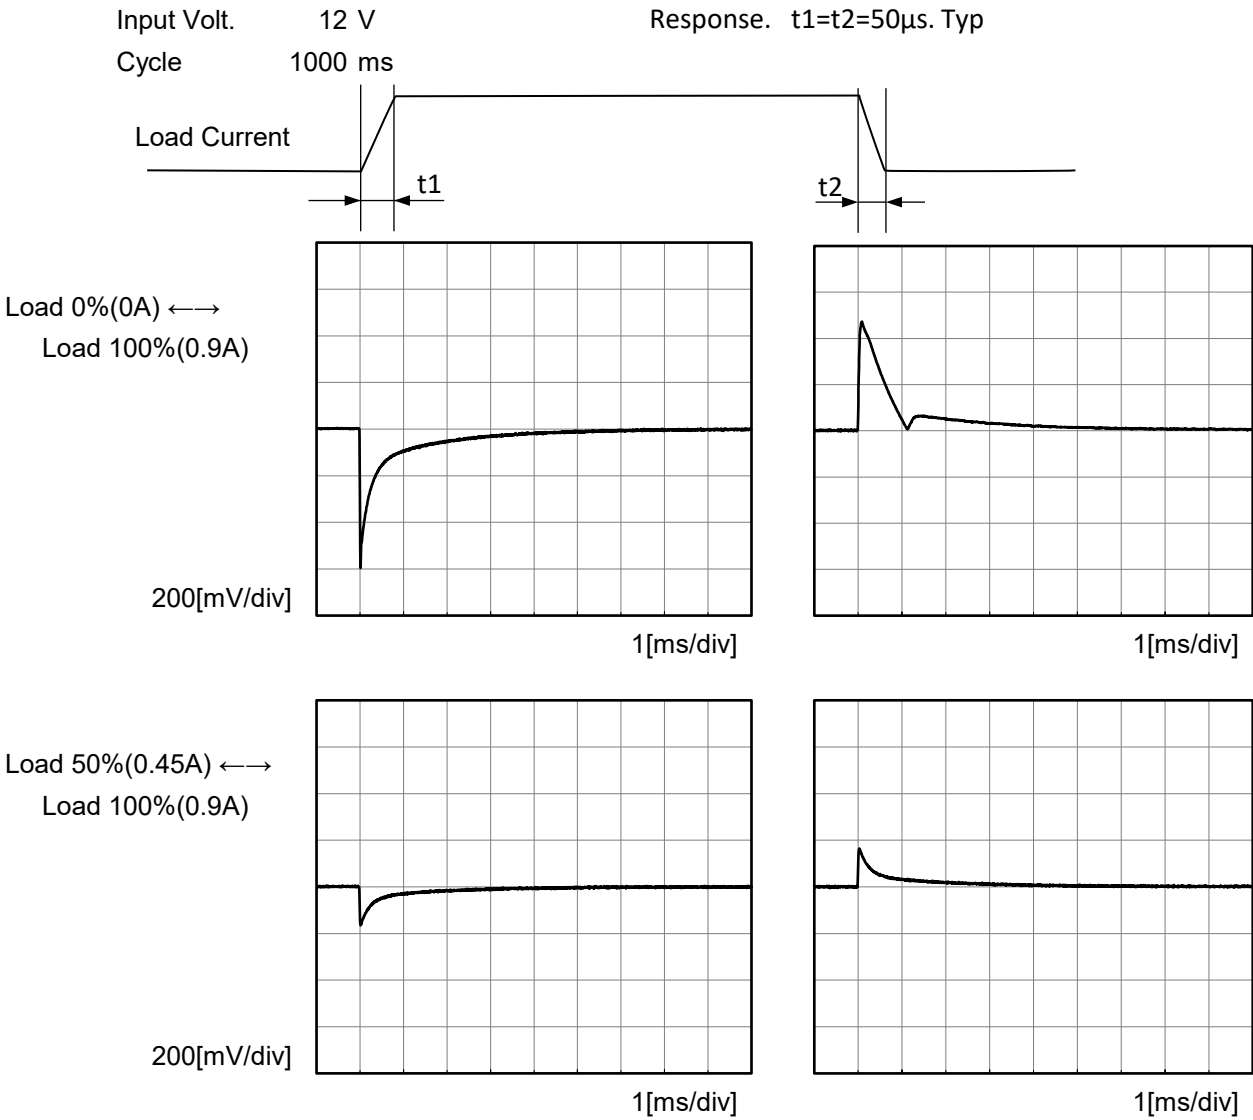 Input Volt. 12 V Response. t1=t2=50µs. Typ
Cycle 1000 ms
Load Current
t1
t2
Load 0%(0A) ←→
Load 100%(0.9A)
200[mV/div]
1[ms/div] 1[ms/div]
Load 50%(0.45A) ←→
Load 100%(0.9A)
200[mV/div]
1[ms/div] 1[ms/div]